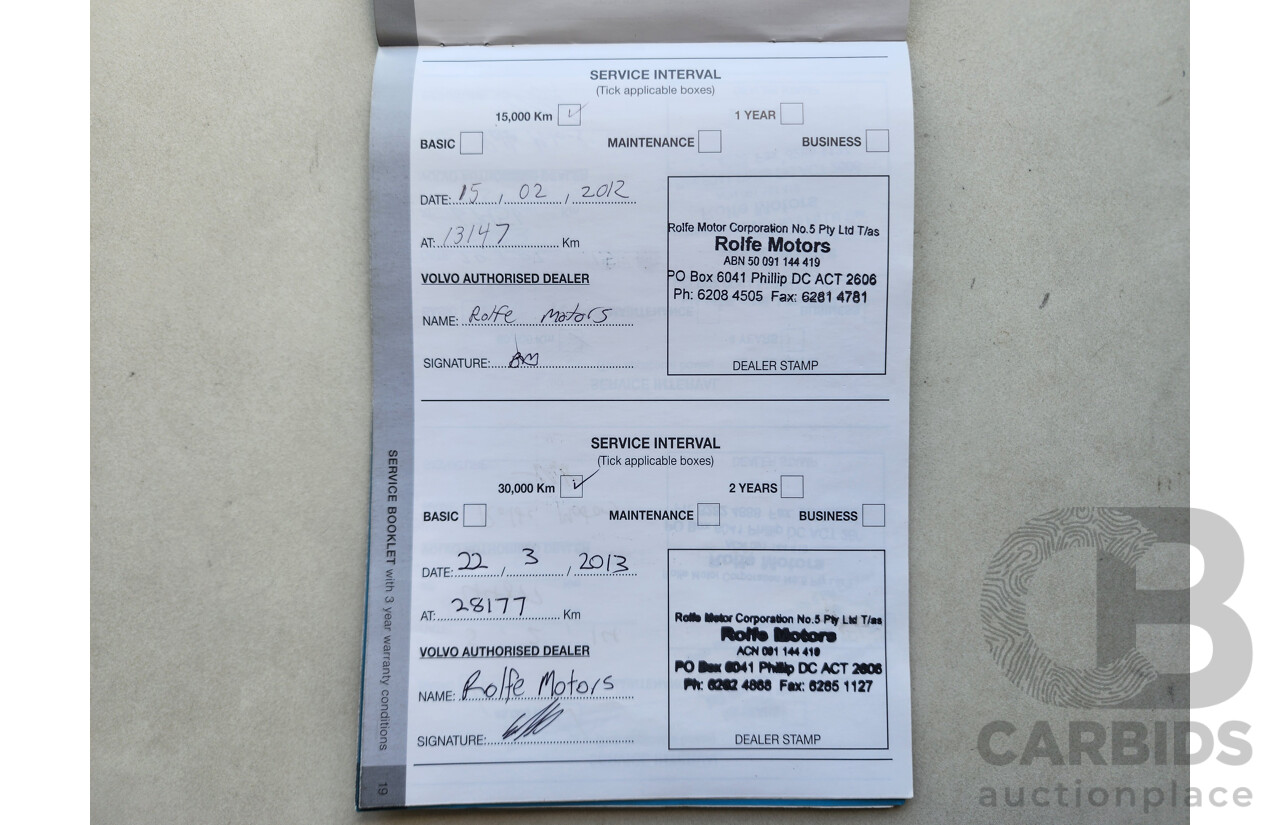 SERVICE INTERVAL
(Tick applicable boxes)
15,000 Km 1 YEAR
BASIC MAINTENANCE BUSINESS
DATE: 15 , 02 , 2012
AT: 13147 Km
VOLVO AUTHORISED DEALER
NAME: Rolfe Motors
SIGNATURE:
Rolfe Motor Corporation No.5 Pty Ltd T/as
Rolfe Motors
ABN 50 091 144 419
PO Box 6041 Phillip DC ACT 2606
Ph: 6208 4505 Fax: 6281 4781
DEALER STAMP
SERVICE INTERVAL
(Tick applicable boxes)
30,000 Km 2 YEARS
BASIC MAINTENANCE BUSINESS
DATE: 22 , 3 , 2013
AT: 28177 Km
VOLVO AUTHORISED DEALER
NAME: Rolfe Motors
SIGNATURE:
Rolfe Motor Corporation No.5 Pty Ltd T/as
Rolfe Motors
ACN 091 144 419
PO Box 6041 Phillip DC ACT 2606
Ph: 6282 4888 Fax: 6285 1127
DEALER STAMP
SERVICE BOOKLET with 3 year warranty conditions
19
CB
CARBIDS
auctionplace